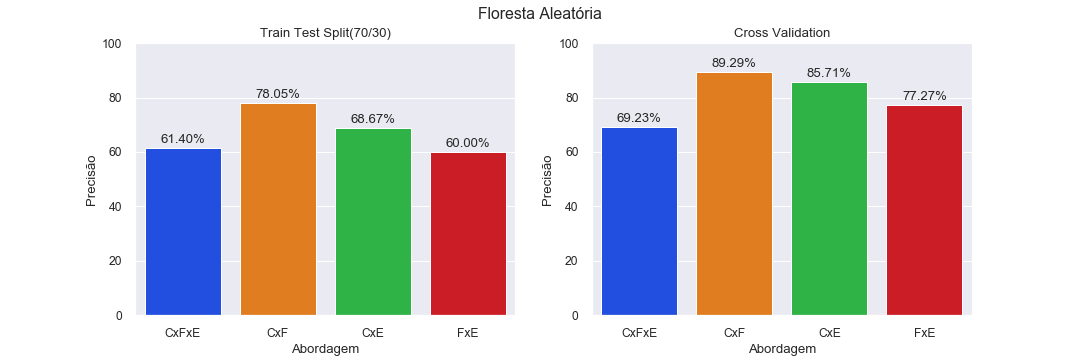 Floresta Aleatória
Train Test Split(70/30)
100
80
60
40
20
0
Precisão
61.40%
78.05%
68.67%
60.00%
CxFxE
CxF
CxE
FxE
Abordagem
Cross Validation
100
80
60
40
20
0
Precisão
69.23%
89.29%
85.71%
77.27%
CxFxE
CxF
CxE
FxE
Abordagem